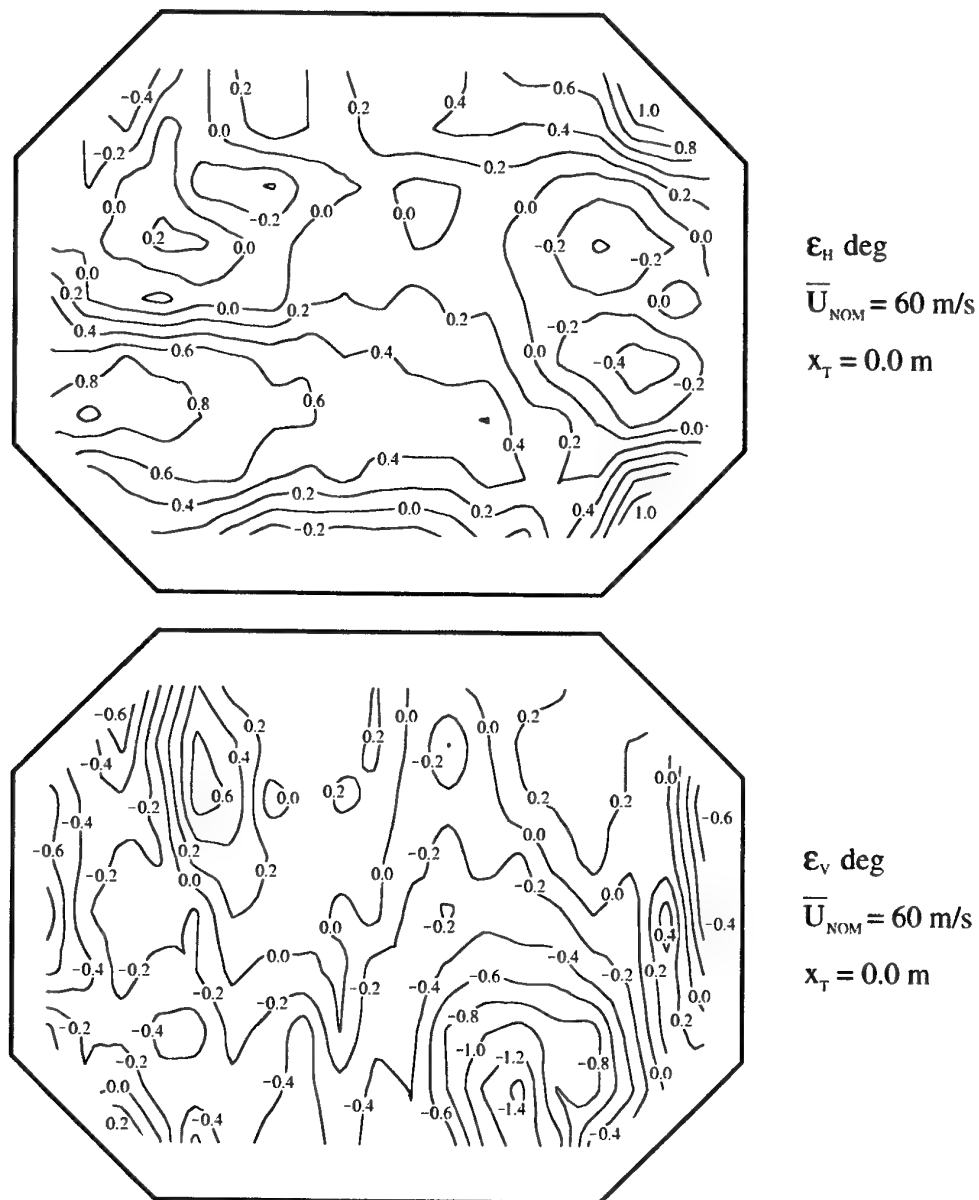 -0.4 0.2 0.2 0.4 0.6 1.0
0.0 0.4 0.8
-0.2 0.2
0.0 -0.2 0.0 0.0 0.0 0.2
0.2 0.0 -0.2 -0.2 0.0
0.0
0.2 0.0 0.2 0.2 0.0
0.4 0.6 0.4 0.0 -0.2
0.8 -0.4 -0.2
0.8 0.6
0.4 0.2 0.0
0.6 0.4
0.4 0.2 0.0 0.2 0.4 1.0
-0.2
εH deg
U̅NOM = 60 m/s
xT = 0.0 m
-0.6 0.2 0.2 0.0 0.0 0.2
-0.4 0.4 -0.2 0.0
-0.2 0.6 0.0 0.2 0.2 0.2 -0.6
-0.4
-0.6 0.2 -0.2 0.0
-0.2 0.0 0.2 0.0 -0.2 0.0
0.0 -0.2 0.4 -0.4
-0.4 -0.2 0.0 -0.4 -0.2 0.2
-0.2 -0.2 -0.2 -0.4 -0.6 0.0
-0.2 -0.4 -0.8 0.2
-0.2 -1.0 -1.2 -0.8 0.0
0.0 -0.4 -0.4 -0.6 -1.4
0.2 -0.4 -0.4
εV deg
U̅NOM = 60 m/s
xT = 0.0 m